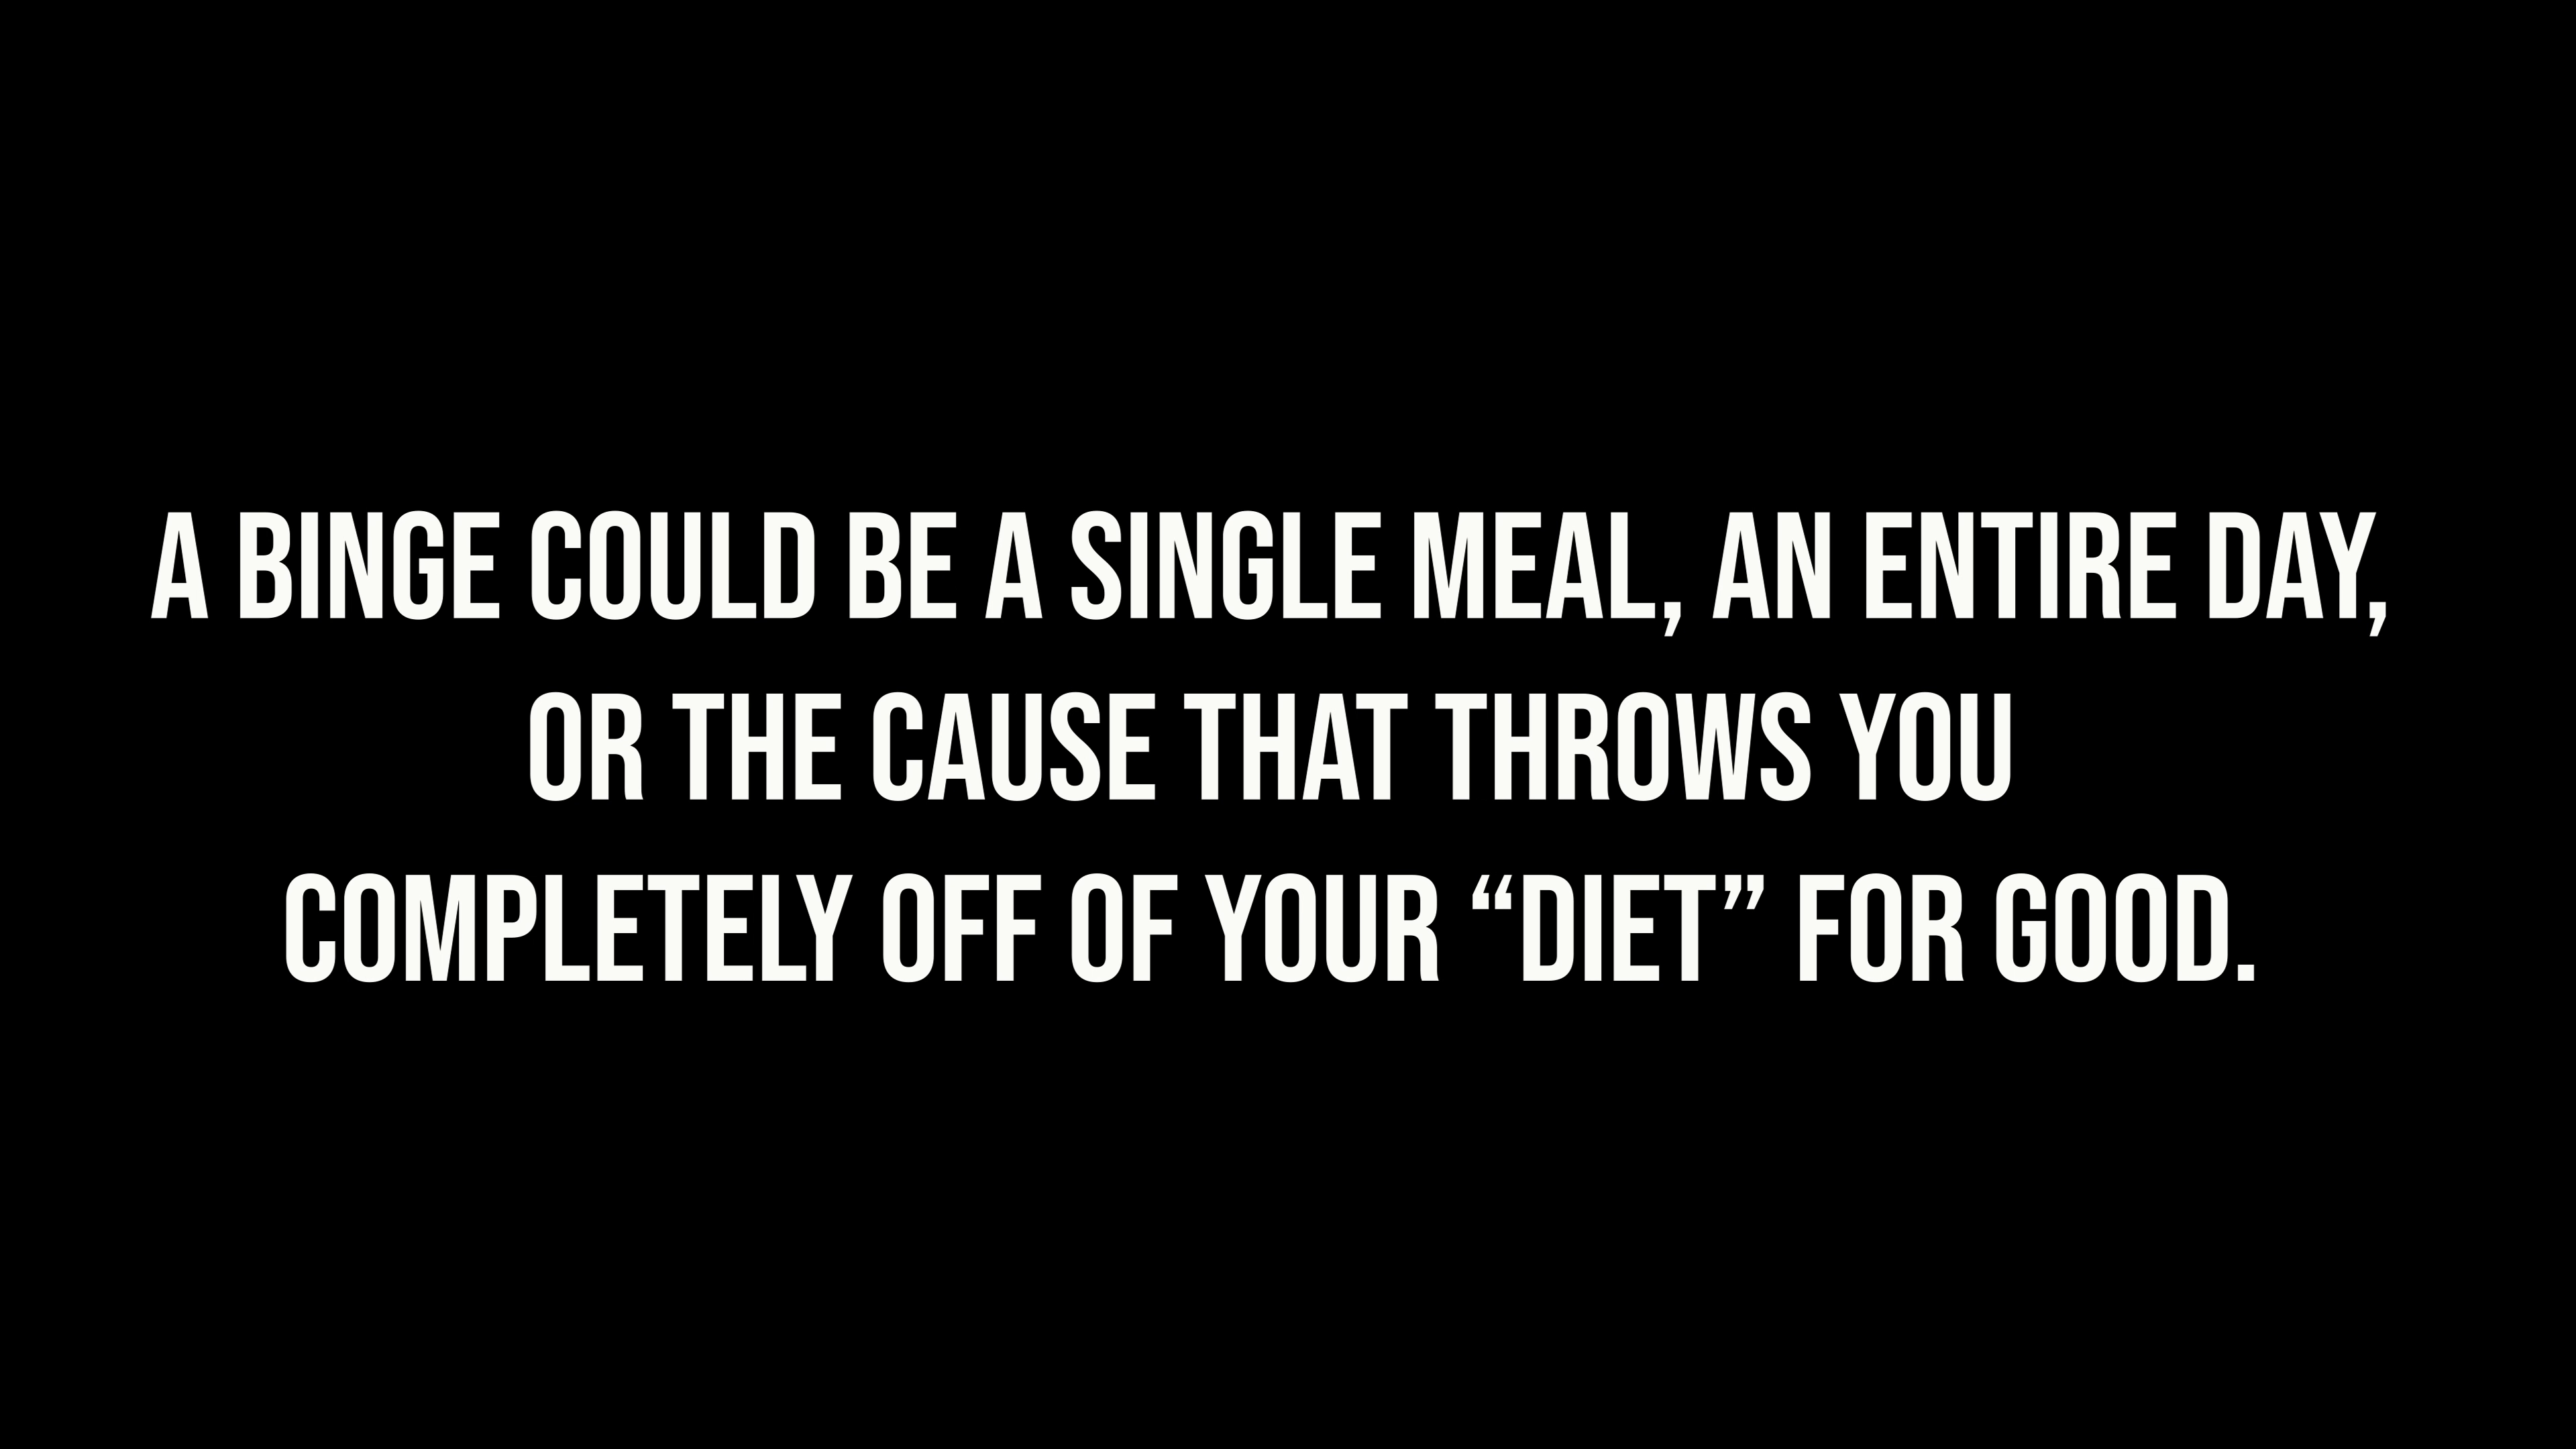 A BINGE COULD BE A SINGLE MEAL, AN ENTIRE DAY,
OR THE CAUSE THAT THROWS YOU
COMPLETELY OFF OF YOUR “DIET” FOR GOOD.